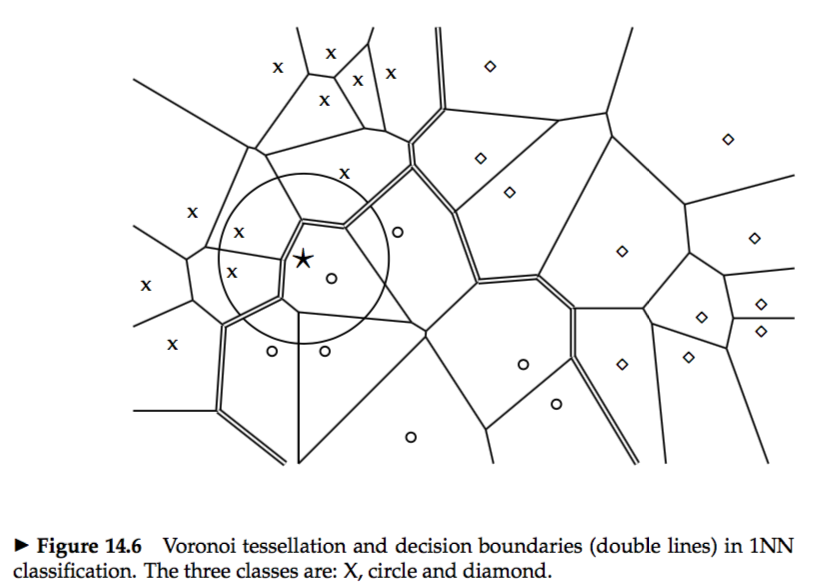 X
X
X
X
X
X
X
X
X
X
X
► Figure 14.6 Voronoi tessellation and decision boundaries (double lines) in 1NN
classification. The three classes are: X, circle and diamond.